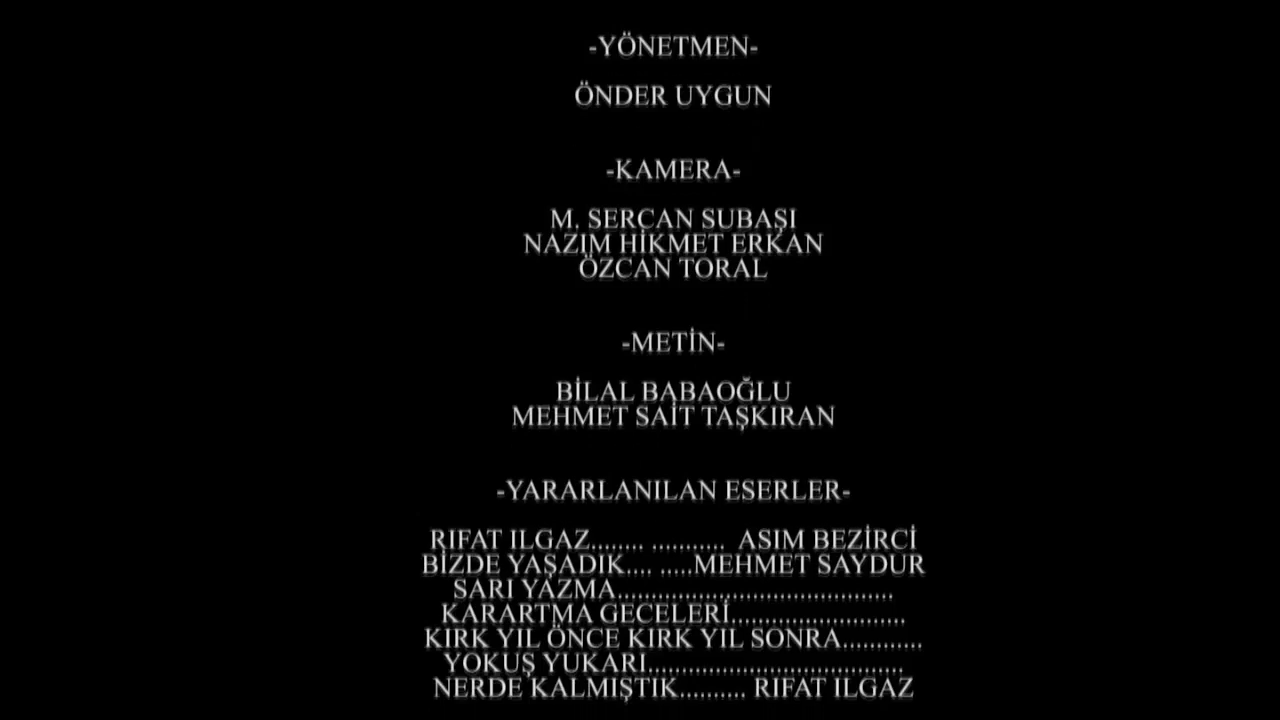 -YÖNETMEN-
ÖNDER UYGUN
-KAMERA-
M. SERCAN SUBAŞI
NAZIM HİKMET ERKAN
ÖZCAN TORAL
-METİN-
BİLAL BABAOĞLU
MEHMET SAİT TAŞKIRAN
-YARARLANILAN ESERLER-
RIFAT ILGAZ........ ........... ASIM BEZİRCİ
BİZDE YAŞADIK.... .....MEHMET SAYDUR
SARI YAZMA.........................................
KARARTMA GECELERİ..........................
KIRK YIL ÖNCE KIRK YIL SONRA............
YOKUŞ YUKARI......................................
NERDE KALMIŞTIK.......... RIFAT ILGAZ